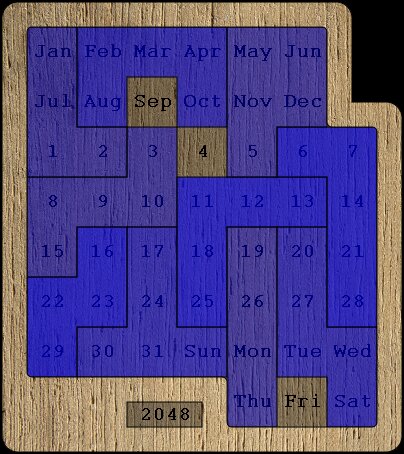 Jan Feb Mar Apr May Jun
Jul Aug Sep Oct Nov Dec
1 2 3 4 5 6 7
8 9 10 11 12 13 14
15 16 17 18 19 20 21
22 23 24 25 26 27 28
29 30 31 Sun Mon Tue Wed
Thu Fri Sat
2048